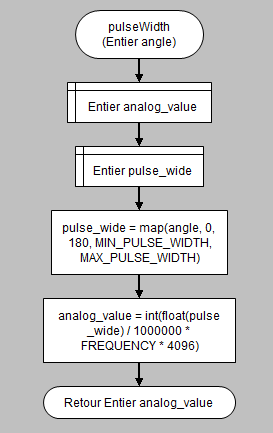 pulseWidth
(Entier angle)
Entier analog_value
Entier pulse_wide
pulse_wide = map(angle, 0,
180, MIN_PULSE_WIDTH,
MAX_PULSE_WIDTH)
analog_value = int(float(pulse
_wide) / 1000000 *
FREQUENCY * 4096)
Retour Entier analog_value